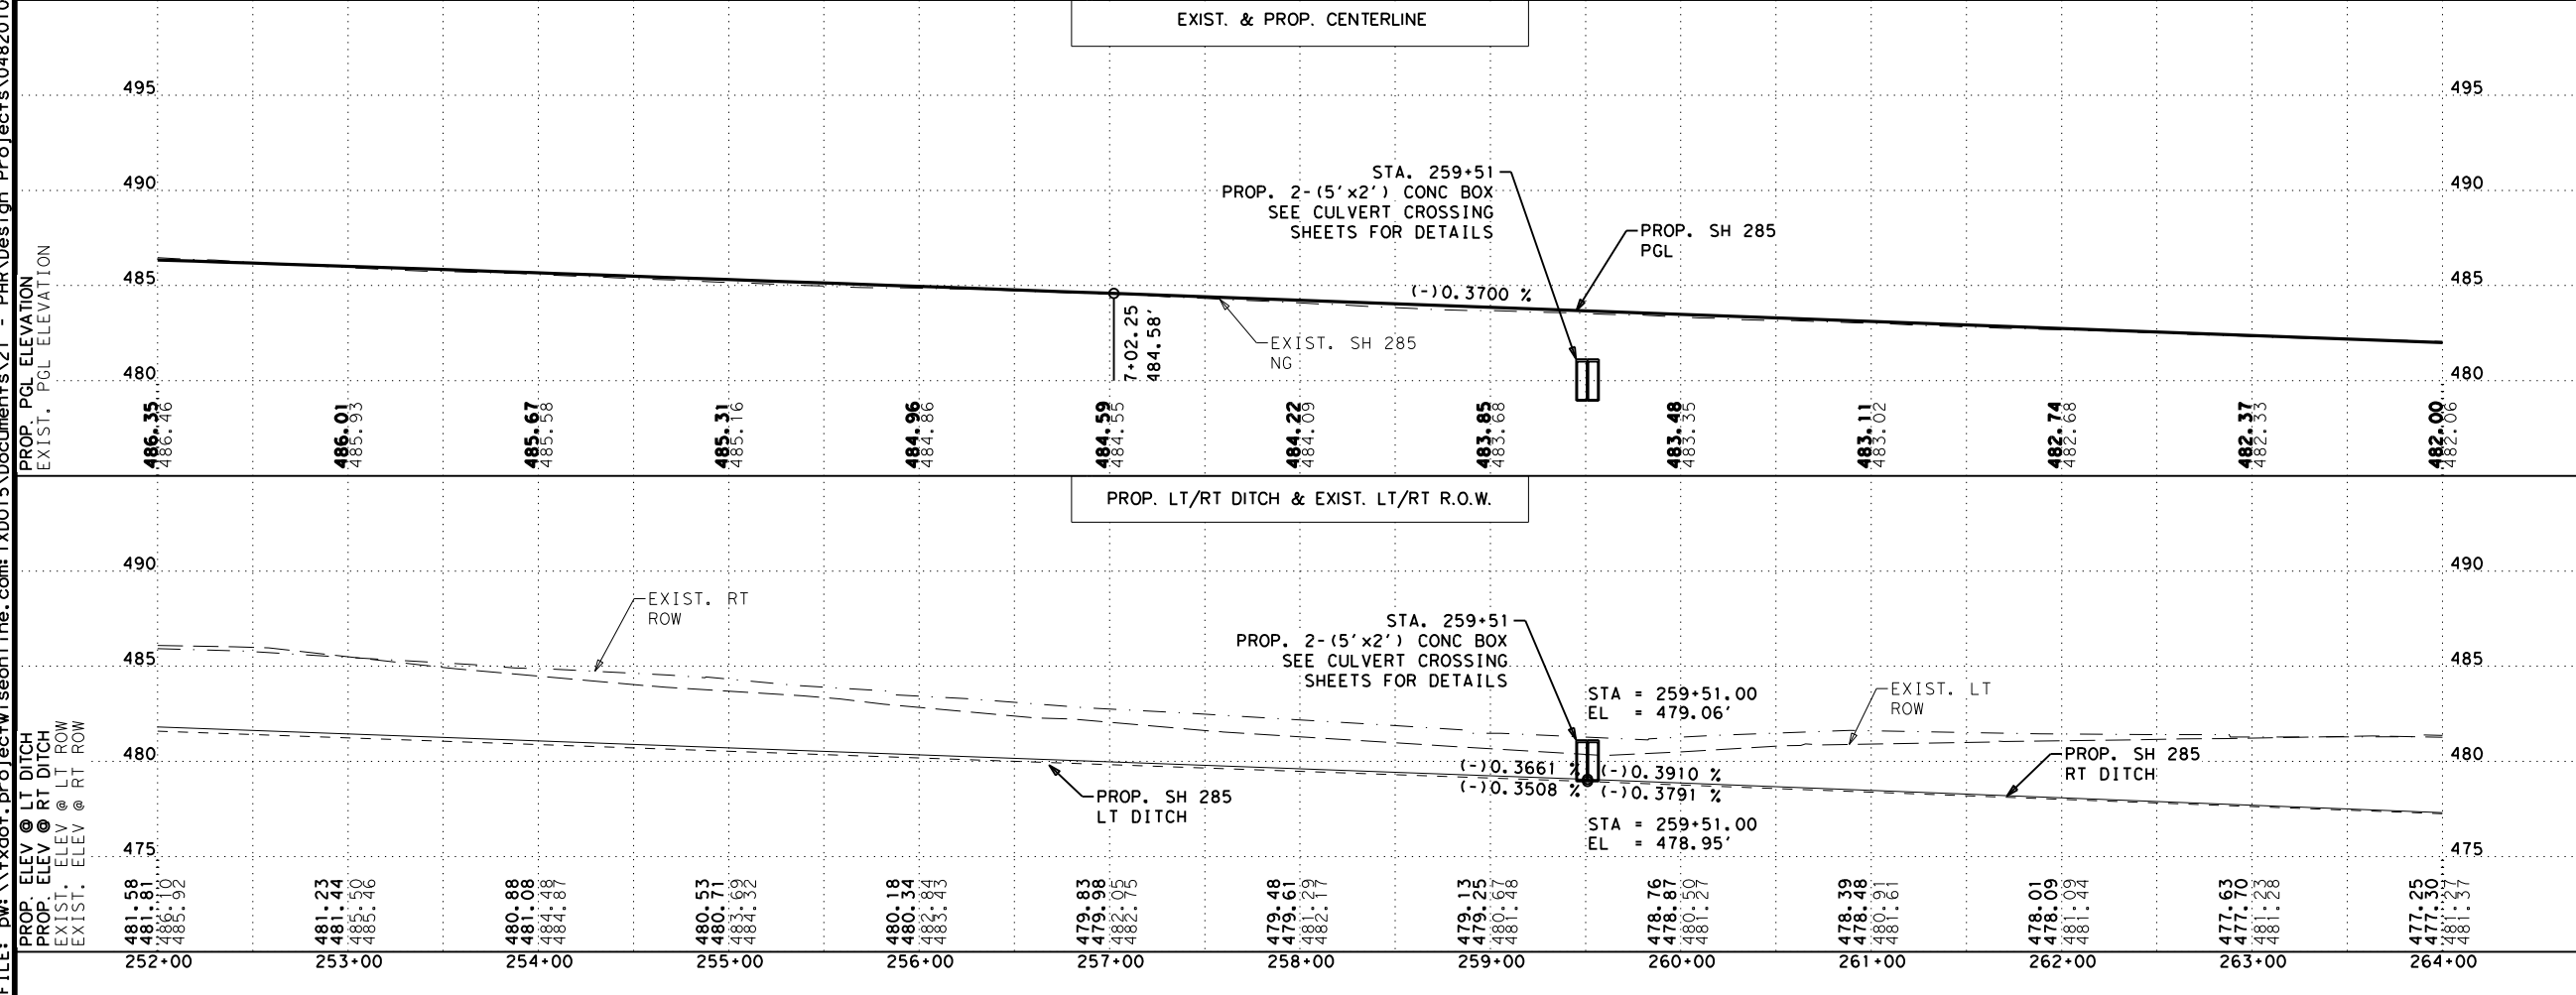 EXIST. & PROP. CENTERLINE
495
495
490
490
485
485
480
480
STA. 259+51
PROP. 2-(5'x2') CONC BOX
SEE CULVERT CROSSING
SHEETS FOR DETAILS
PROP. SH 285
PGL
(-)0.3700 %
EXIST. SH 285
NG
7+02.25
484.58'
PROP. PGL ELEVATION
EXIST. PGL ELEVATION
486.35 486.01 485.67 485.31 484.96 484.59 484.22 483.85 483.48 483.11 482.74 482.37 482.00
486.46 485.93 485.58 485.16 484.86 484.55 484.09 483.68 483.35 483.02 482.68 482.33 482.06
PROP. LT/RT DITCH & EXIST. LT/RT R.O.W.
490
490
485
485
480
480
475
475
EXIST. RT
ROW
STA. 259+51
PROP. 2-(5'x2') CONC BOX
SEE CULVERT CROSSING
SHEETS FOR DETAILS
STA = 259+51.00
EL = 479.06'
EXIST. LT
ROW
(-)0.3661 % (-)0.3910 %
(-)0.3508 % (-)0.3791 %
PROP. SH 285
RT DITCH
PROP. SH 285
LT DITCH
STA = 259+51.00
EL = 478.95'
PROP. ELEV @ LT DITCH
PROP. ELEV @ RT DITCH
EXIST. ELEV @ LT ROW
EXIST. ELEV @ RT ROW
481.58 481.23 480.88 480.53 480.18 479.83 479.48 479.13 478.76 478.39 478.01 477.63 477.25
481.81 481.44 481.08 480.71 480.34 479.98 479.61 479.25 478.87 478.48 478.09 477.70 477.30
486.10 485.50 484.48 483.69 482.84 482.05 481.29 480.67 480.50 480.91 481.09 481.23 481.27
485.92 485.46 484.87 484.32 483.43 482.75 482.17 481.48 481.27 481.61 481.44 481.28 481.37
252+00 253+00 254+00 255+00 256+00 257+00 258+00 259+00 260+00 261+00 262+00 263+00 264+00